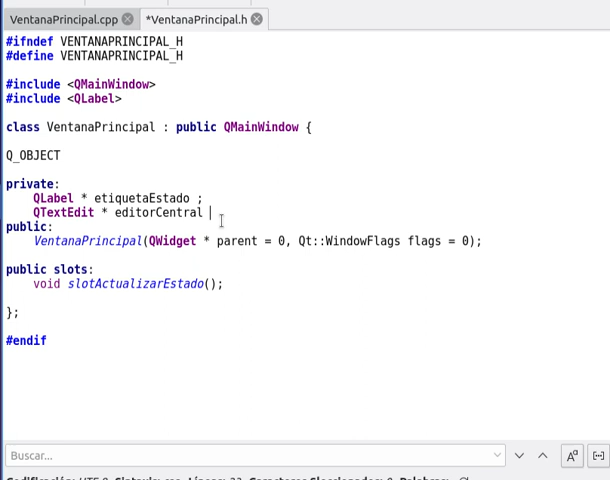 VentanaPrincipal.cpp *VentanaPrincipal.h
#ifndef VENTANAPRINCIPAL_H
#define VENTANAPRINCIPAL_H
#include <QMainWindow>
#include <QLabel>
class VentanaPrincipal : public QMainWindow {
Q_OBJECT
private:
QLabel * etiquetaEstado ;
QTextEdit * editorCentral
public:
VentanaPrincipal(QWidget * parent = 0, Qt::WindowFlags flags = 0);
public slots:
void slotActualizarEstado();
};
#endif
Buscar...